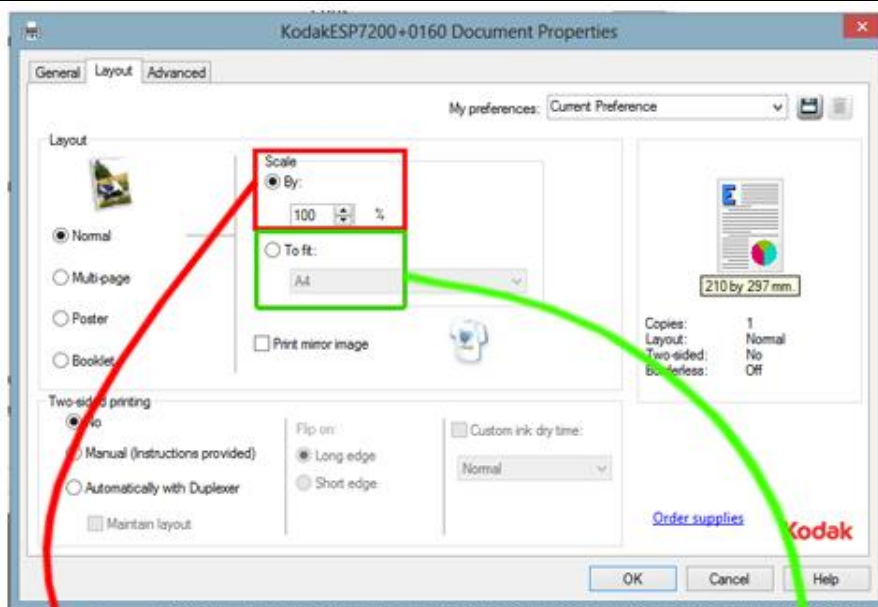 KodakESP7200+0160 Document Properties
General Layout Advanced
My preferences: Current Preference
Layout
Scale
By:
100 %
Normal
To fit:
A4
Multi-page
210 by 297 mm.
Poster
Print mirror image
Booklet
Copies: 1
Layout: Normal
Two-sided: No
Borderless: Off
Two-sided printing
No
Manual (Instructions provided)
Automatically with Duplexer
Maintain layout
Flip on:
Long edge
Short edge
Custom ink dry time:
Normal
Order supplies
Kodak
OK Cancel Help